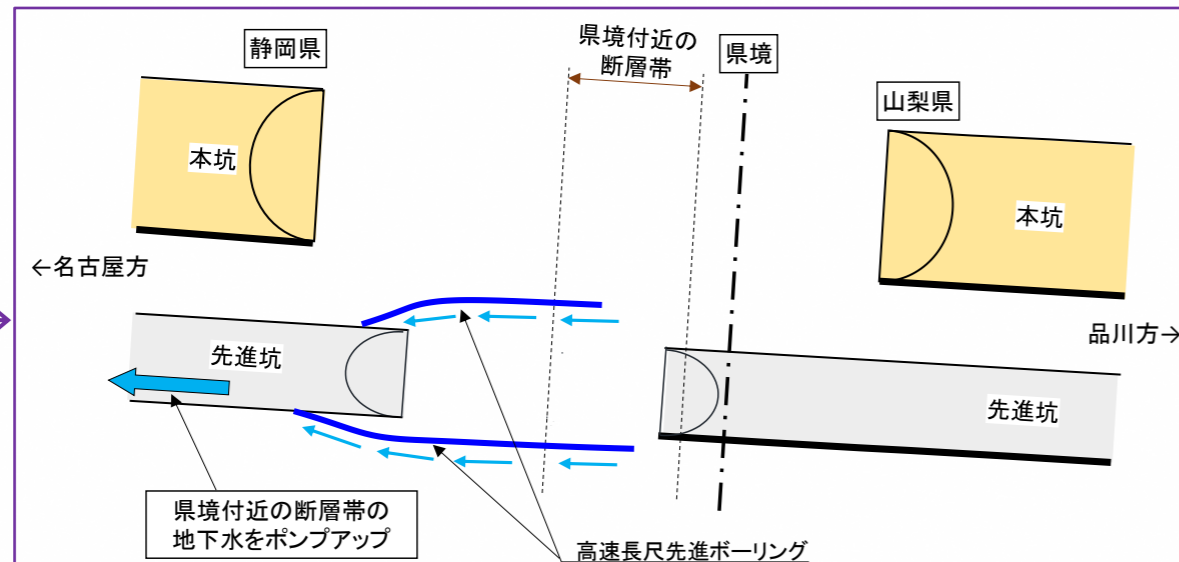 静岡県
県境付近の
断層帯
県境
山梨県
本坑
本坑
←名古屋方
品川方→
先進坑
先進坑
県境付近の断層帯の
地下水をポンプアップ
高速長尺先進ボーリング